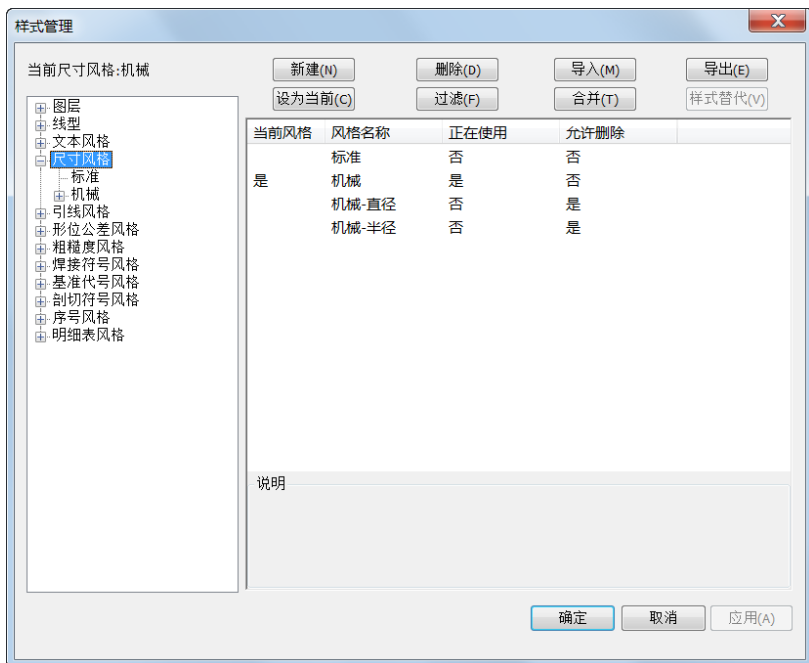 样式管理
当前尺寸风格:机械
新建(N) 删除(D) 导入(M) 导出(E)
设为当前(C) 过滤(F) 合并(T) 样式替代(V)
图层
线型
文本风格
尺寸风格
标准
机械
引线风格
形位公差风格
粗糙度风格
焊接符号风格
基准代号风格
剖切符号风格
序号风格
明细表风格
当前风格 风格名称 正在使用 允许删除
标准 否 否
是 机械 是 否
机械-直径 否 是
机械-半径 否 是
说明
确定 取消 应用(A)